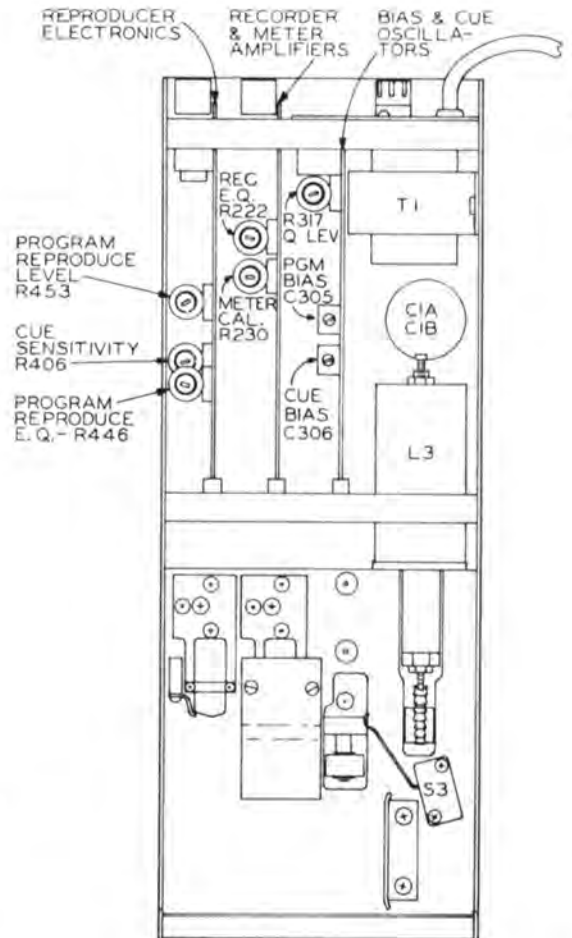 REPRODUCER
ELECTRONICS
RECORDER
& METER
AMPLIFIERS
BIAS & CUE
OSCILLA-
TORS
REC
E.Q.
R222
R317
Q LEV
T1
PROGRAM
REPRODUCE
LEVEL
R453
METER
CAL.
R230
PGM
BIAS
C305
C1A
C1B
CUE
SENSITIVITY
R406
PROGRAM
REPRODUCE
E.Q.- R446
CUE
BIAS
C306
L3
S3